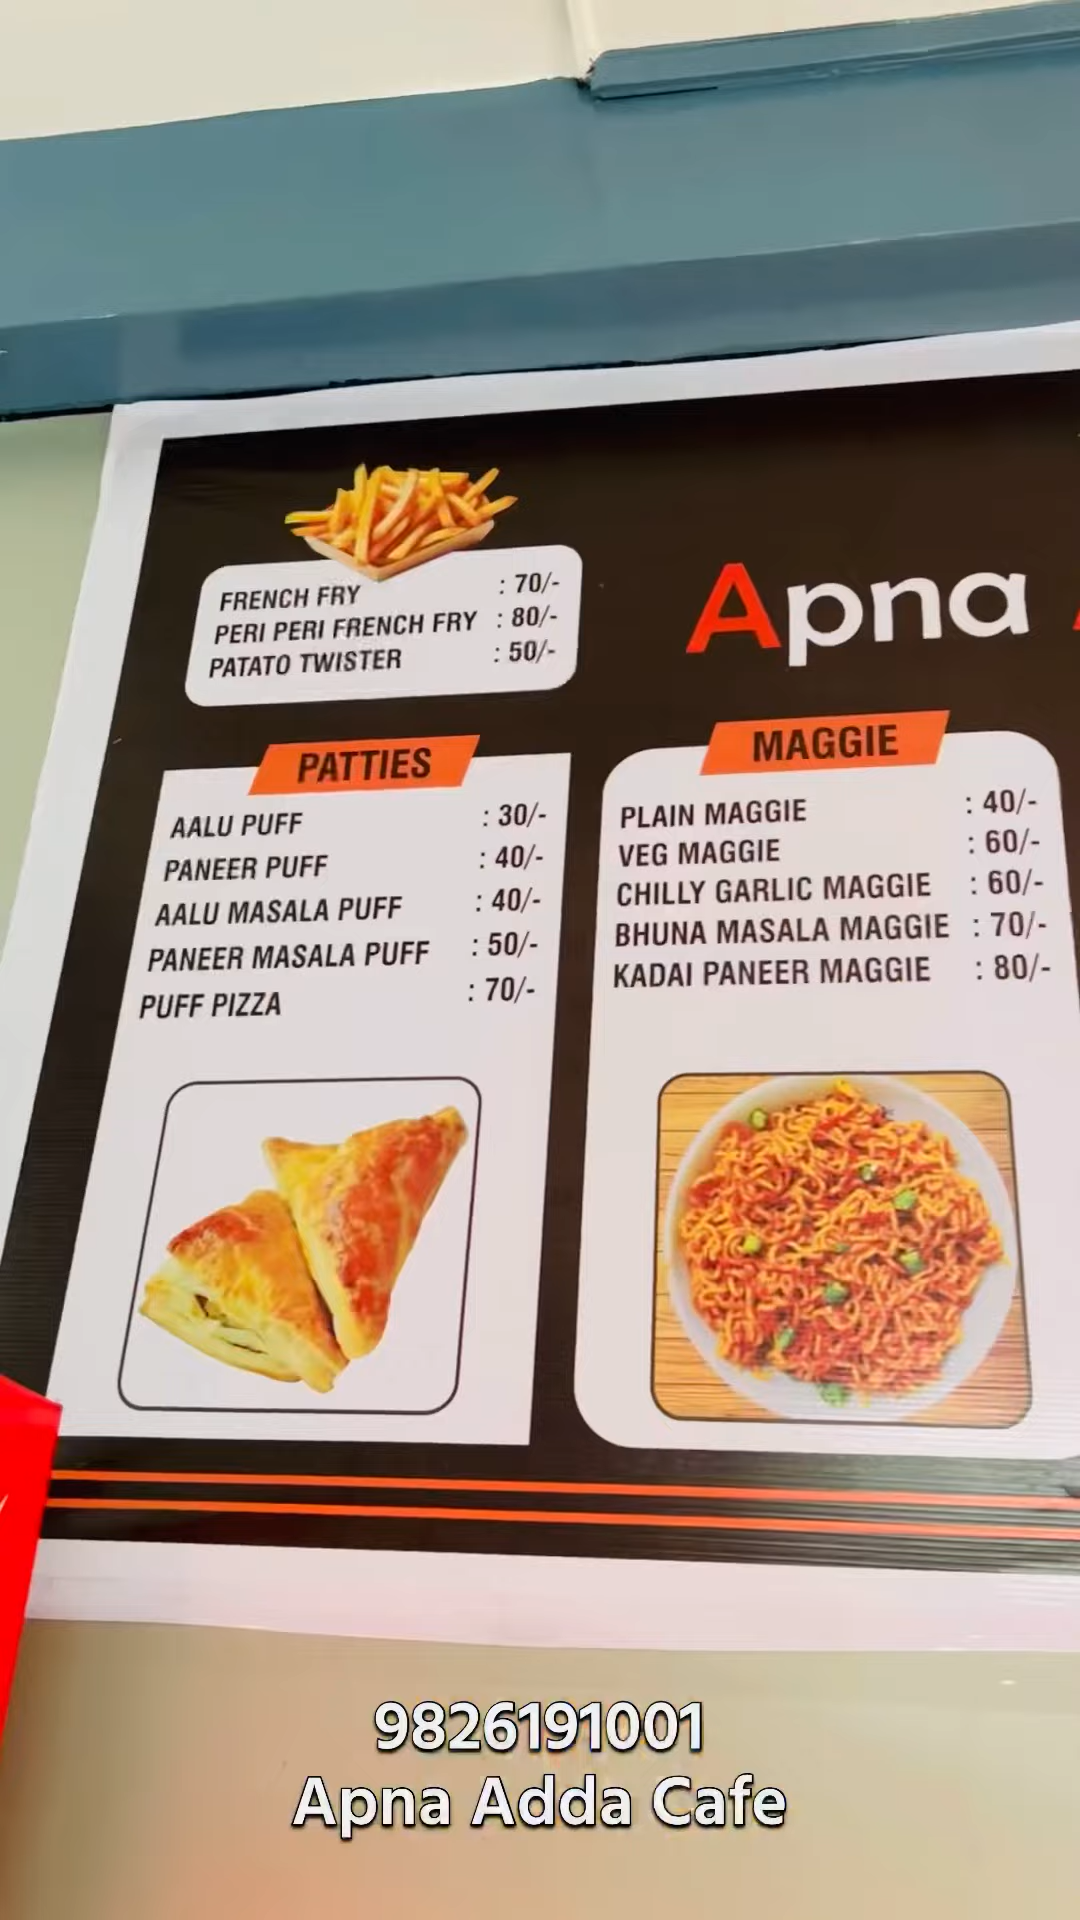 FRENCH FRY : 70/-
PERI PERI FRENCH FRY : 80/-
PATATO TWISTER : 50/-
Apna
PATTIES
AALU PUFF : 30/-
PANEER PUFF : 40/-
AALU MASALA PUFF : 40/-
PANEER MASALA PUFF : 50/-
PUFF PIZZA : 70/-
MAGGIE
PLAIN MAGGIE : 40/-
VEG MAGGIE : 60/-
CHILLY GARLIC MAGGIE : 60/-
BHUNA MASALA MAGGIE : 70/-
KADAI PANEER MAGGIE : 80/-
9826191001
Apna Adda Cafe